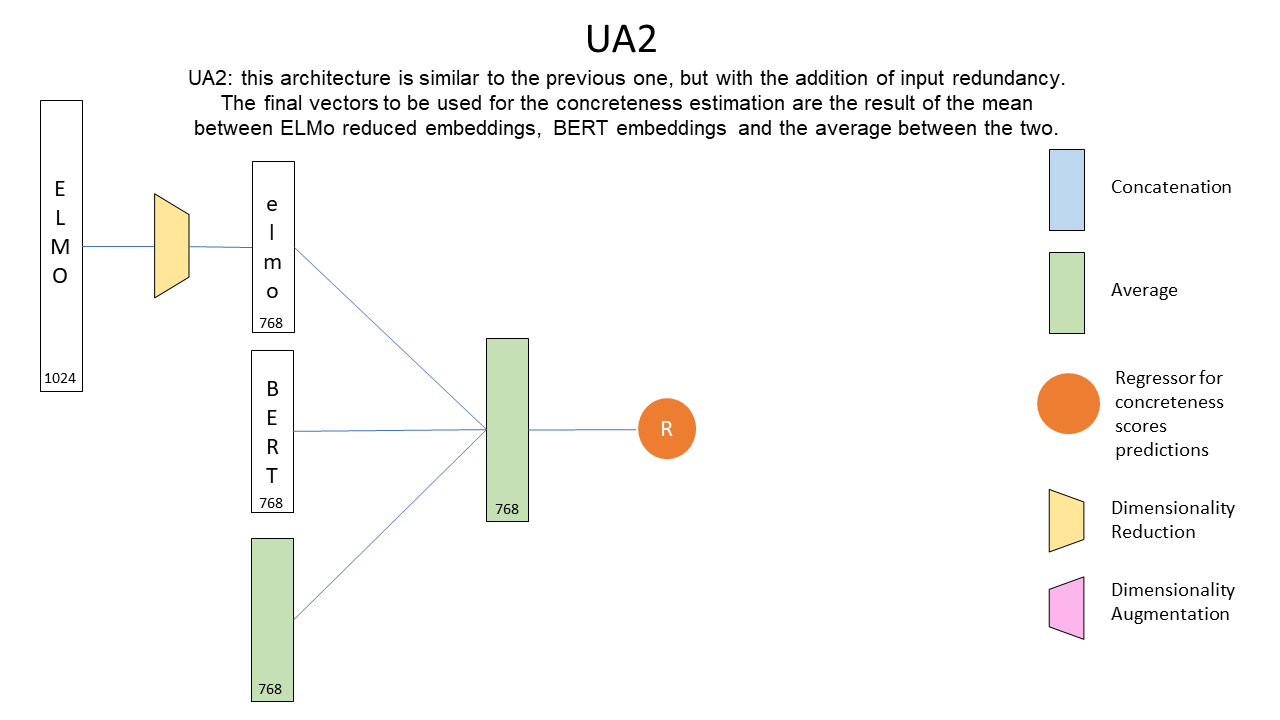 UA2
UA2: this architecture is similar to the previous one, but with the addition of input redundancy.
The final vectors to be used for the concreteness estimation are the result of the mean
between ELMo reduced embeddings, BERT embeddings and the average between the two.
E
L
M
O
1024
e
l
m
o
768
B
E
R
T
768
768
768
R
Concatenation
Average
Regressor for
concreteness
scores
predictions
Dimensionality
Reduction
Dimensionality
Augmentation